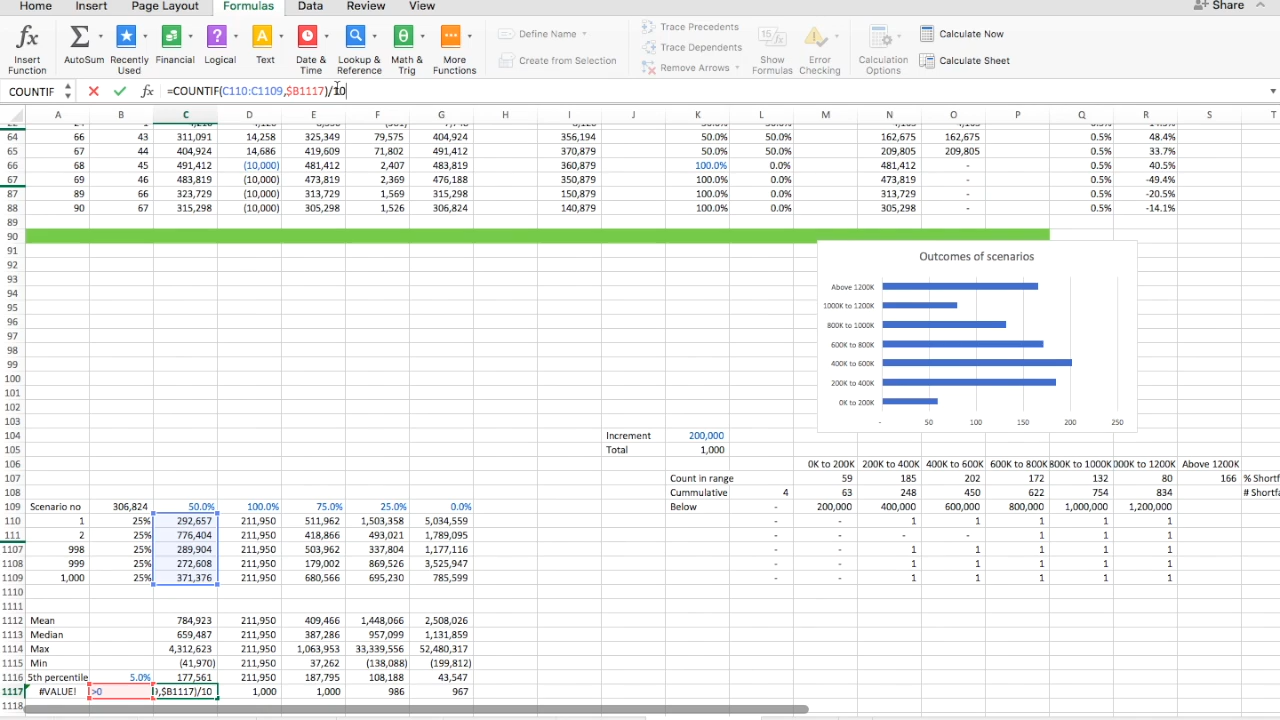 Home Insert Page Layout Formulas Data Review View Share
fx Define Name Trace Precedents Calculate Now
Create from Selection Trace Dependents Calculate Sheet
Remove Arrows
Insert Function AutoSum Recently Used Financial Logical Text Date & Time Lookup & Reference Math & Trig More Functions Show Formulas Error Checking Calculation Options
COUNTIF fx =COUNTIF(C110:C1109,$B1117)/10
A B C D E F G H I J K L M N O P Q R S T
64 66 43 311,091 14,258 325,349 79,575 404,924 356,194 50.0% 50.0% 162,675 162,675 0.5% 48.4%
65 67 44 404,924 14,686 419,609 71,802 491,412 370,879 50.0% 50.0% 209,805 209,805 0.5% 33.7%
66 68 45 491,412 (10,000) 481,412 2,407 483,819 360,879 100.0% 0.0% 481,412 - 0.5% 40.5%
67 69 46 483,819 (10,000) 473,819 2,369 476,188 350,879 100.0% 0.0% 473,819 - 0.5% -49.4%
87 89 66 323,729 (10,000) 313,729 1,569 315,298 150,879 100.0% 0.0% 313,729 - 0.5% -20.5%
88 90 67 315,298 (10,000) 305,298 1,526 306,824 140,879 100.0% 0.0% 305,298 - 0.5% -14.1%
89
90
91
Outcomes of scenarios
92
93
94
95
96
97
98
99
100
101
102
103
Above 1200K
1000K to 1200K
800K to 1000K
600K to 800K
400K to 600K
200K to 400K
0K to 200K
- 50 100 150 200 250
104 Increment 200,000
105 Total 1,000
106 0K to 200K 200K to 400K 400K to 600K 600K to 800K 800K to 1000K 000K to 1200K Above 1200K
107 Count in range 59 185 202 172 132 80 166 % Shortf
108 Cummulative 4 63 248 450 622 754 834 # Shortfa
109 Scenario no 306,824 50.0% 100.0% 75.0% 25.0% 0.0% Below - 200,000 400,000 600,000 800,000 1,000,000 1,200,000
110 1 25% 292,657 211,950 511,962 1,503,358 5,034,559 - - 1 1 1 1 1
111 2 25% 776,404 211,950 418,866 493,021 1,789,095 - - - - 1 1 1
1107 998 25% 289,904 211,950 503,962 337,804 1,177,116 - - 1 1 1 1 1
1108 999 25% 272,608 211,950 179,002 869,526 3,525,947 - - 1 1 1 1 1
1109 1,000 25% 371,376 211,950 680,566 695,230 785,599 - - 1 1 1 1 1
1110
1111
1112 Mean 784,923 211,950 409,466 1,448,066 2,508,026
1113 Median 659,487 211,950 387,286 957,099 1,131,859
1114 Max 4,312,623 211,950 1,063,953 33,339,556 52,480,317
1115 Min (41,970) 211,950 37,262 (138,088) (199,812)
1116 5th percentile 5.0% 177,561 211,950 187,795 108,188 43,547
1117 #VALUE! >0 ),$B1117)/10 1,000 1,000 986 967
1118